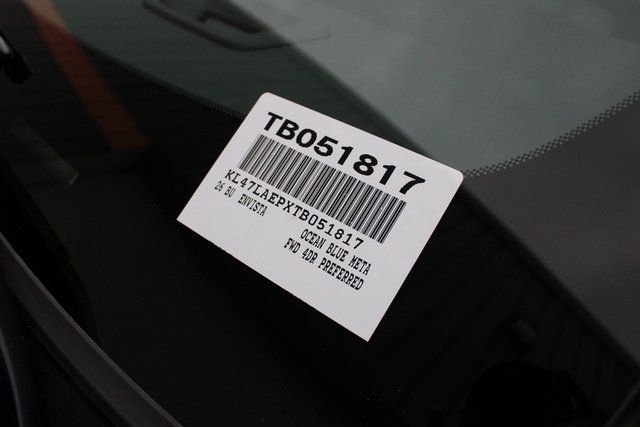 TB051817
KL47LAEPXTB051817
26 BU ENVISTA
OCEAN BLUE META
FWD 4DR PREFERRED